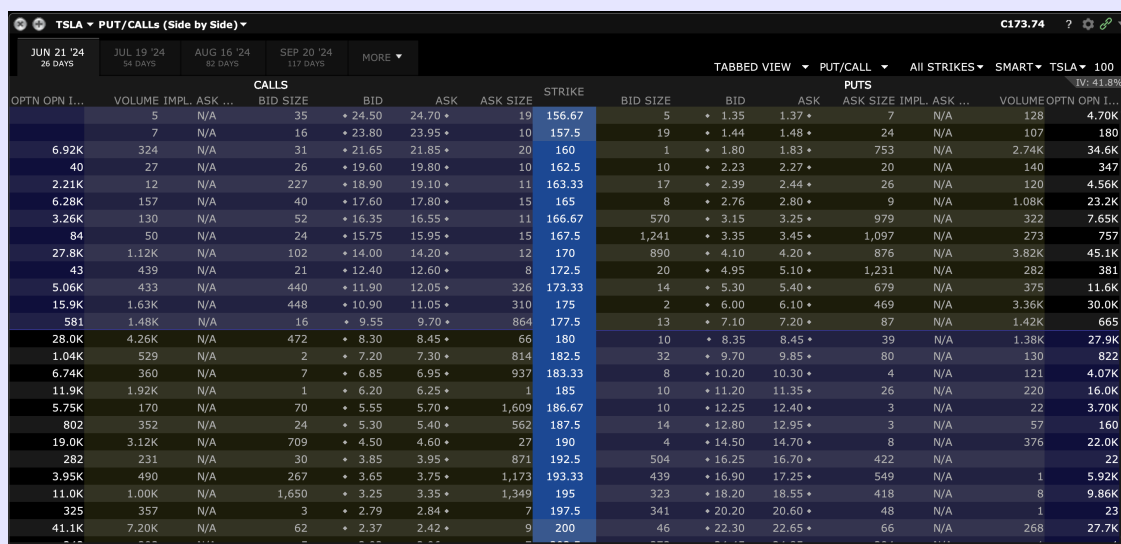 TSLA PUT/CALLs (Side by Side) C173.74 ?
JUN 21 '24 JUL 19 '24 AUG 16 '24 SEP 20 '24 MORE
26 DAYS 54 DAYS 82 DAYS 117 DAYS
TABBED VIEW PUT/CALL All STRIKES SMART TSLA 100
CALLS STRIKE PUTS IV: 41.8%
OPTN OPN I... VOLUME IMPL. ASK ... BID SIZE BID ASK ASK SIZE BID SIZE BID ASK ASK SIZE IMPL. ASK ... VOLUME OPTN OPN I...
5 N/A 35 24.50 24.70 19 156.67 5 1.35 1.37 7 N/A 128 4.70K
7 N/A 16 23.80 23.95 10 157.5 19 1.44 1.48 24 N/A 107 180
6.92K 324 N/A 31 21.65 21.85 20 160 1 1.80 1.83 753 N/A 2.74K 34.6K
40 27 N/A 26 19.60 19.80 10 162.5 10 2.23 2.27 20 N/A 140 347
2.21K 12 N/A 227 18.90 19.10 11 163.33 17 2.39 2.44 26 N/A 120 4.56K
6.28K 157 N/A 40 17.60 17.80 15 165 8 2.76 2.80 9 N/A 1.08K 23.2K
3.26K 130 N/A 52 16.35 16.55 11 166.67 570 3.15 3.25 979 N/A 322 7.65K
84 50 N/A 24 15.75 15.95 15 167.5 1,241 3.35 3.45 1,097 N/A 273 757
27.8K 1.12K N/A 102 14.00 14.20 12 170 890 4.10 4.20 876 N/A 3.82K 45.1K
43 439 N/A 21 12.40 12.60 8 172.5 20 4.95 5.10 1,231 N/A 282 381
5.06K 433 N/A 440 11.90 12.05 326 173.33 14 5.30 5.40 679 N/A 375 11.6K
15.9K 1.63K N/A 448 10.90 11.05 310 175 2 6.00 6.10 469 N/A 3.36K 30.0K
581 1.48K N/A 16 9.55 9.70 864 177.5 13 7.10 7.20 87 N/A 1.42K 665
28.0K 4.26K N/A 472 8.30 8.45 66 180 10 8.35 8.45 39 N/A 1.38K 27.9K
1.04K 529 N/A 2 7.20 7.30 814 182.5 32 9.70 9.85 80 N/A 130 822
6.74K 360 N/A 7 6.85 6.95 937 183.33 8 10.20 10.30 4 N/A 121 4.07K
11.9K 1.92K N/A 1 6.20 6.25 1 185 10 11.20 11.35 26 N/A 220 16.0K
5.75K 170 N/A 70 5.55 5.70 1,609 186.67 10 12.25 12.40 3 N/A 22 3.70K
802 352 N/A 24 5.30 5.40 562 187.5 14 12.80 12.95 3 N/A 57 160
19.0K 3.12K N/A 709 4.50 4.60 27 190 4 14.50 14.70 8 N/A 376 22.0K
282 231 N/A 30 3.85 3.95 871 192.5 504 16.25 16.70 422 N/A 22
3.95K 490 N/A 267 3.65 3.75 1,173 193.33 439 16.90 17.25 549 N/A 1 5.92K
11.0K 1.00K N/A 1,650 3.25 3.35 1,349 195 323 18.20 18.55 418 N/A 8 9.86K
325 357 N/A 3 2.79 2.84 7 197.5 341 20.20 20.60 48 N/A 1 23
41.1K 7.20K N/A 62 2.37 2.42 9 200 46 22.30 22.65 66 N/A 268 27.7K